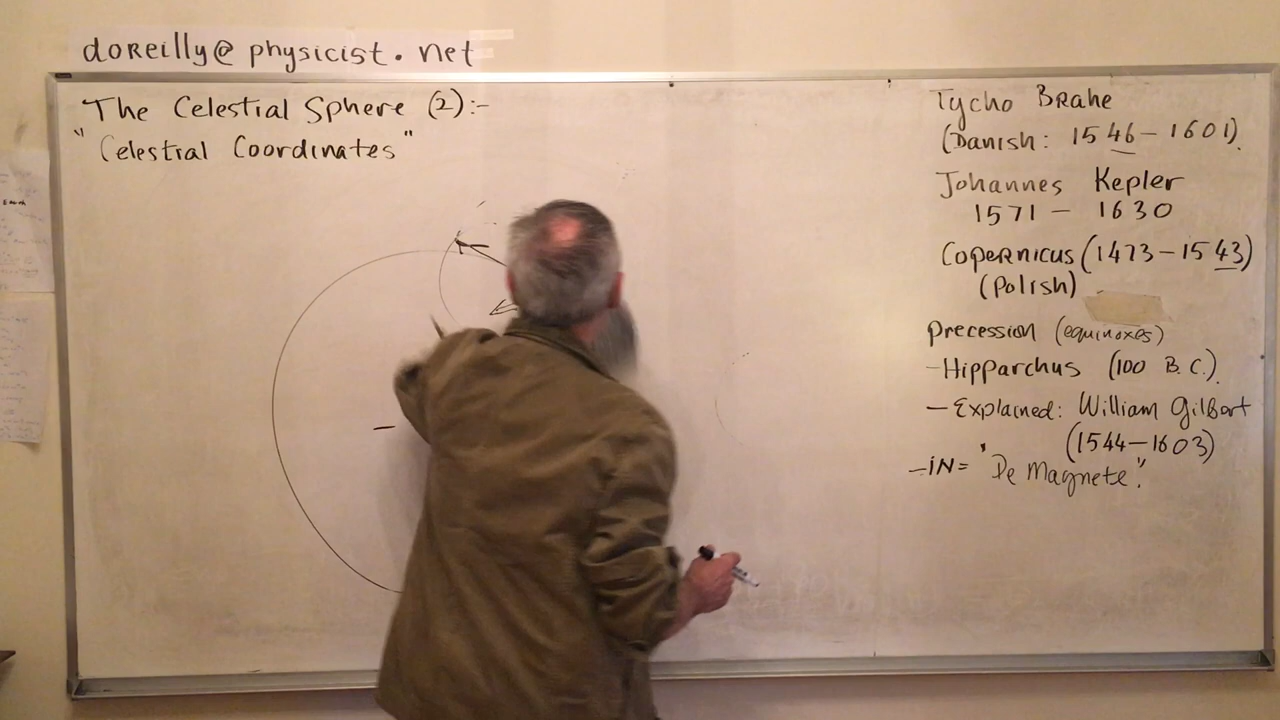 doreilly@physicist.net
The Celestial Sphere (2):-
"Celestral Coordinates"
Tycho Brahe
(Danish: 1546-1601).
Johannes Kepler
1571 - 1630
Copernicus (1473-1543)
(Polish)
Precession (equinoxes)
-Hipparchus (100 B.C.)
- Explained: William Gilbert
(1544-1603)
-iN= "De Magnete".